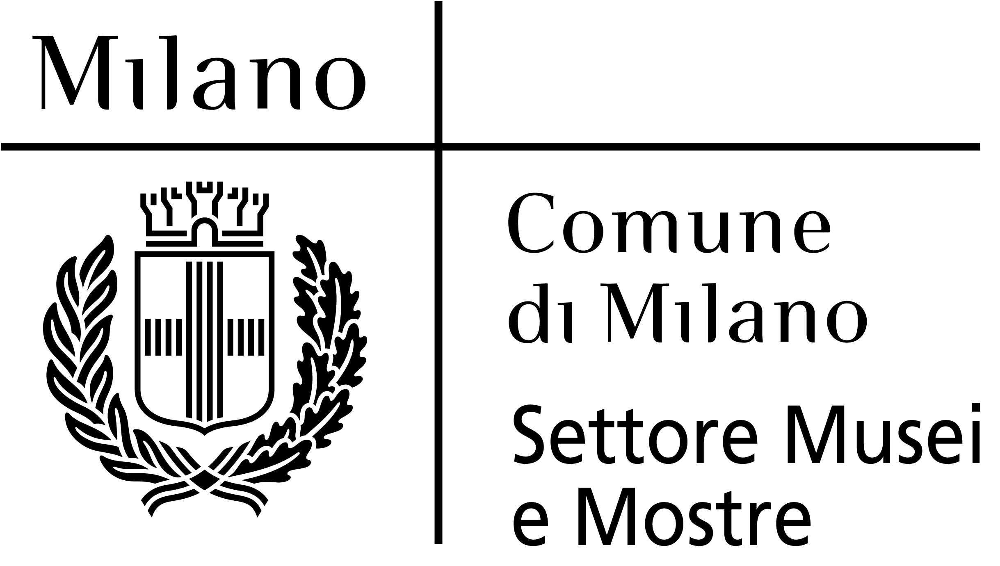 Milano
Comune
di Milano
Settore Musei
e Mostre